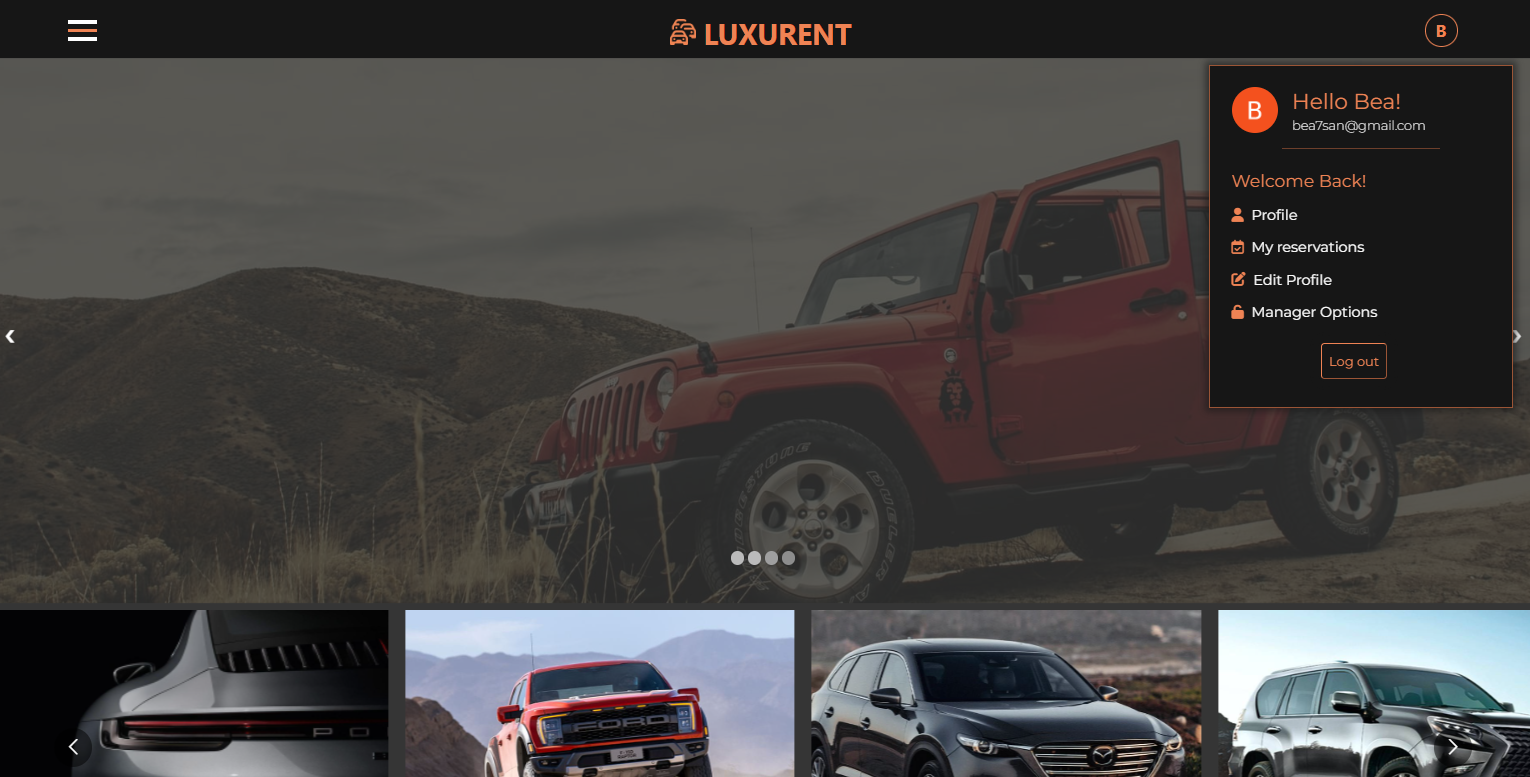 LUXURENT
B
B
Hello Bea!
bea7san@gmail.com
Welcome Back!
Profile
My reservations
Edit Profile
Manager Options
Log out
P O
FORD